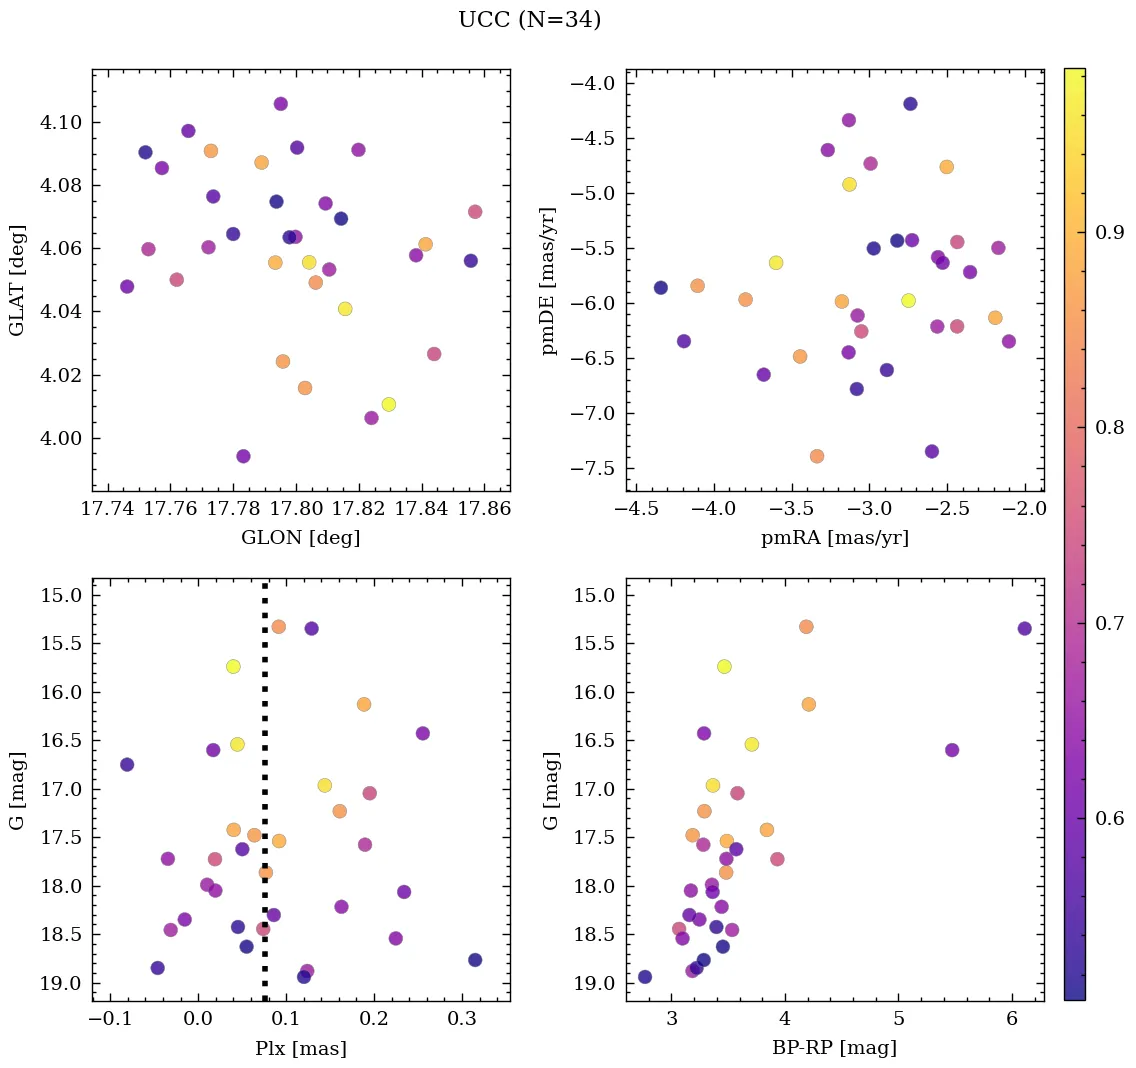 UCC (N=34)
4.10
4.08
4.06
4.04
4.02
4.00
GLAT [deg]
17.74 17.76 17.78 17.80 17.82 17.84 17.86
GLON [deg]
−4.0
−4.5
−5.0
−5.5
−6.0
−6.5
−7.0
−7.5
pmDE [mas/yr]
−4.5 −4.0 −3.5 −3.0 −2.5 −2.0
pmRA [mas/yr]
0.9
0.8
0.7
0.6
15.0
15.5
16.0
16.5
17.0
17.5
18.0
18.5
19.0
G [mag]
−0.1 0.0 0.1 0.2 0.3
Plx [mas]
15.0
15.5
16.0
16.5
17.0
17.5
18.0
18.5
19.0
G [mag]
3 4 5 6
BP-RP [mag]